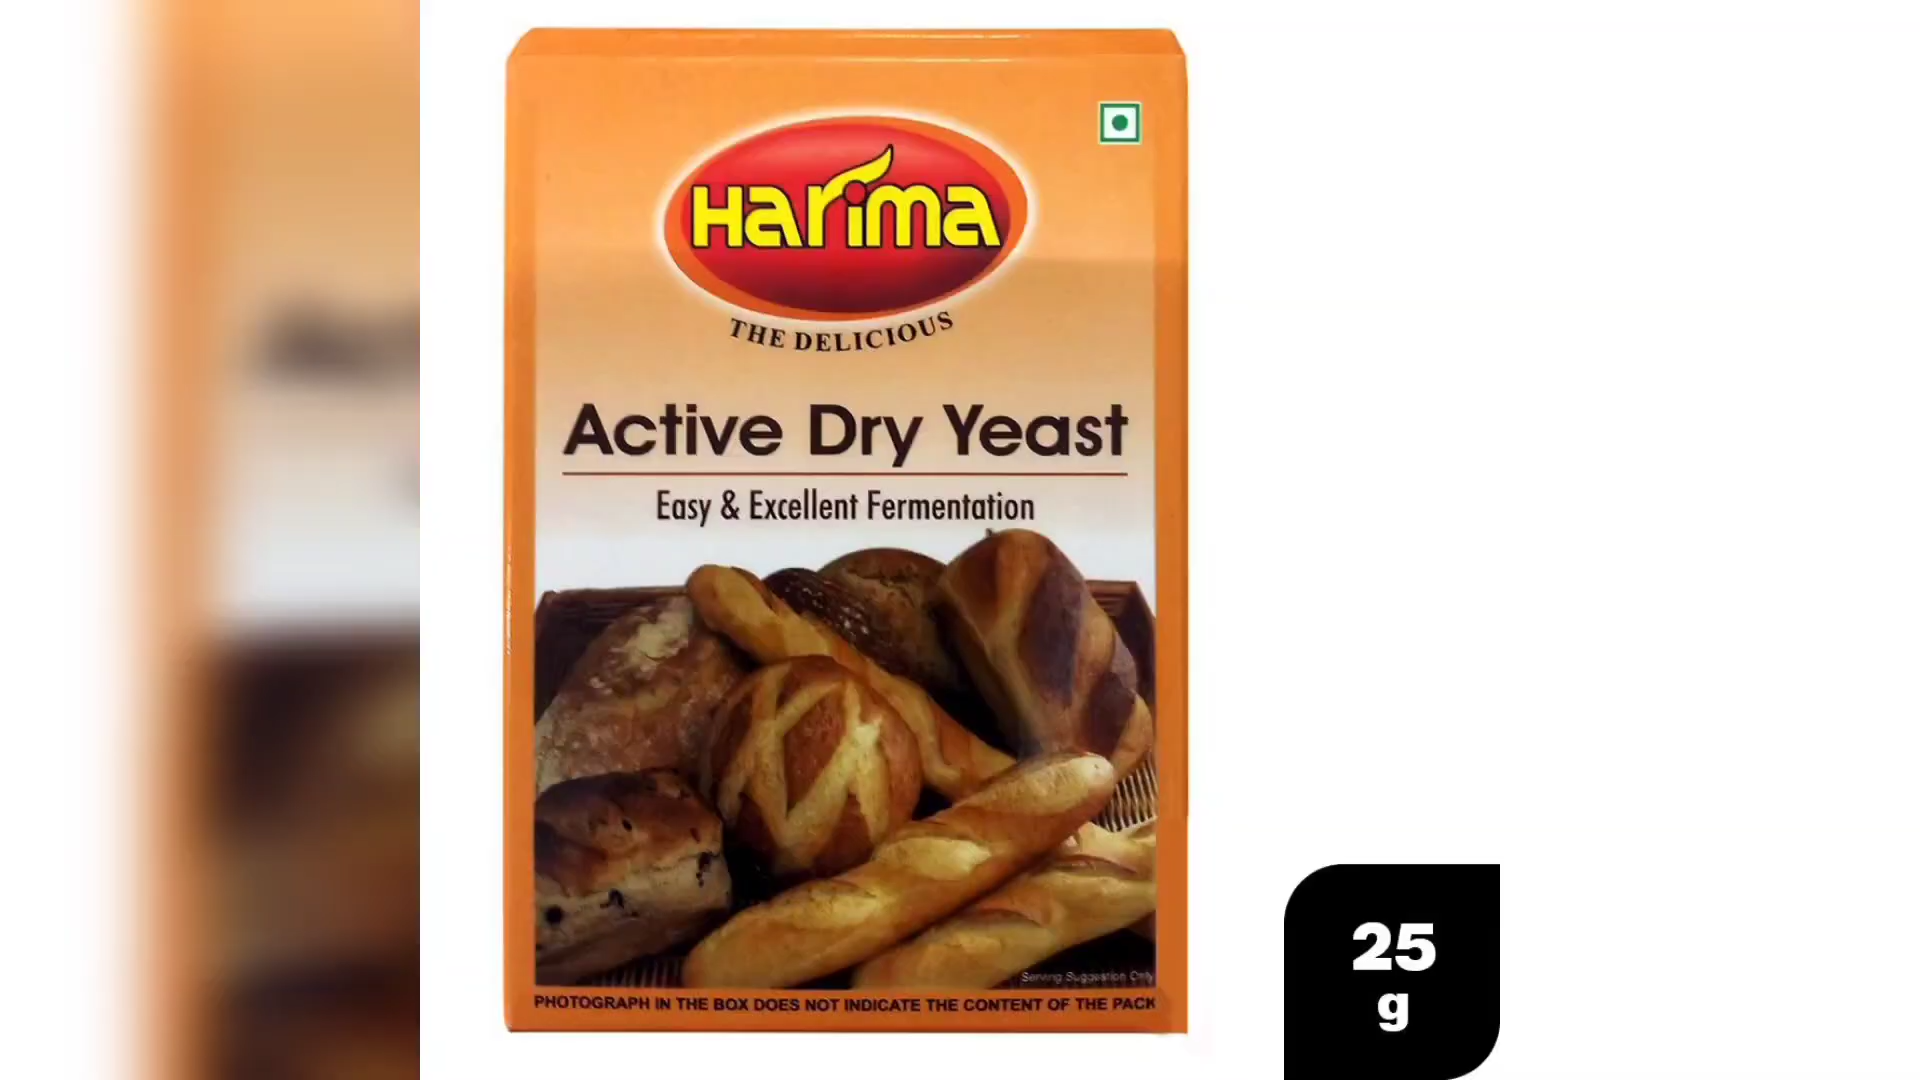 Harima
THE DELICIOUS
Active Dry Yeast
Easy & Excellent Fermentation
Serving Suggestion Only
PHOTOGRAPH IN THE BOX DOES NOT INDICATE THE CONTENT OF THE PACK
25
g